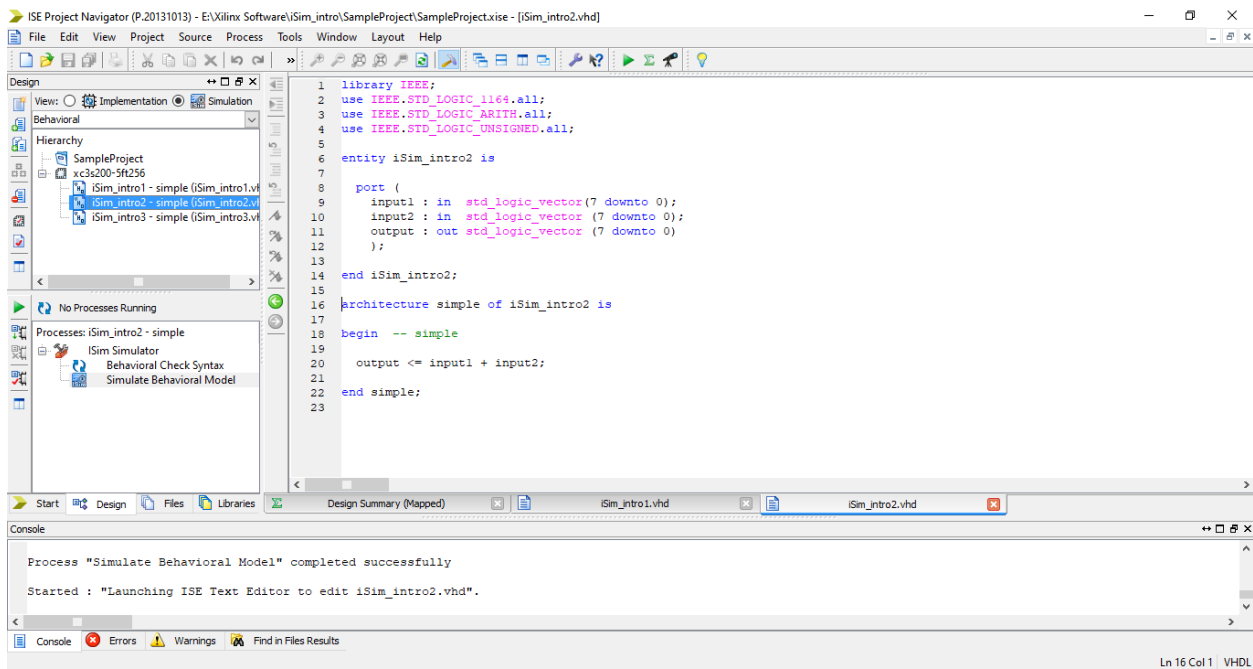 ISE Project Navigator (P.20131013) - E:\Xilinx Software\iSim_intro\SampleProject\SampleProject.xise - [iSim_intro2.vhd]
File Edit View Project Source Process Tools Window Layout Help
Design
View: Implementation Simulation
Behavioral
Hierarchy
SampleProject
xc3s200-5ft256
iSim_intro1 - simple (iSim_intro1.vh
iSim_intro2 - simple (iSim_intro2.vh
iSim_intro3 - simple (iSim_intro3.vh
No Processes Running
Processes: iSim_intro2 - simple
ISim Simulator
Behavioral Check Syntax
Simulate Behavioral Model
1 library IEEE;
2 use IEEE.STD_LOGIC_1164.all;
3 use IEEE.STD_LOGIC_ARITH.all;
4 use IEEE.STD_LOGIC_UNSIGNED.all;
5
6 entity iSim_intro2 is
7
8 port (
9 input1 : in std_logic_vector(7 downto 0);
10 input2 : in std_logic_vector (7 downto 0);
11 output : out std_logic_vector (7 downto 0)
12 );
13
14 end iSim_intro2;
15
16 architecture simple of iSim_intro2 is
17
18 begin -- simple
19
20 output <= input1 + input2;
21
22 end simple;
23
Start Design Files Libraries Design Summary (Mapped) iSim_intro1.vhd iSim_intro2.vhd
Console
Process "Simulate Behavioral Model" completed successfully
Started : "Launching ISE Text Editor to edit iSim_intro2.vhd".
Console Errors Warnings Find in Files Results
Ln 16 Col 1 VHDL